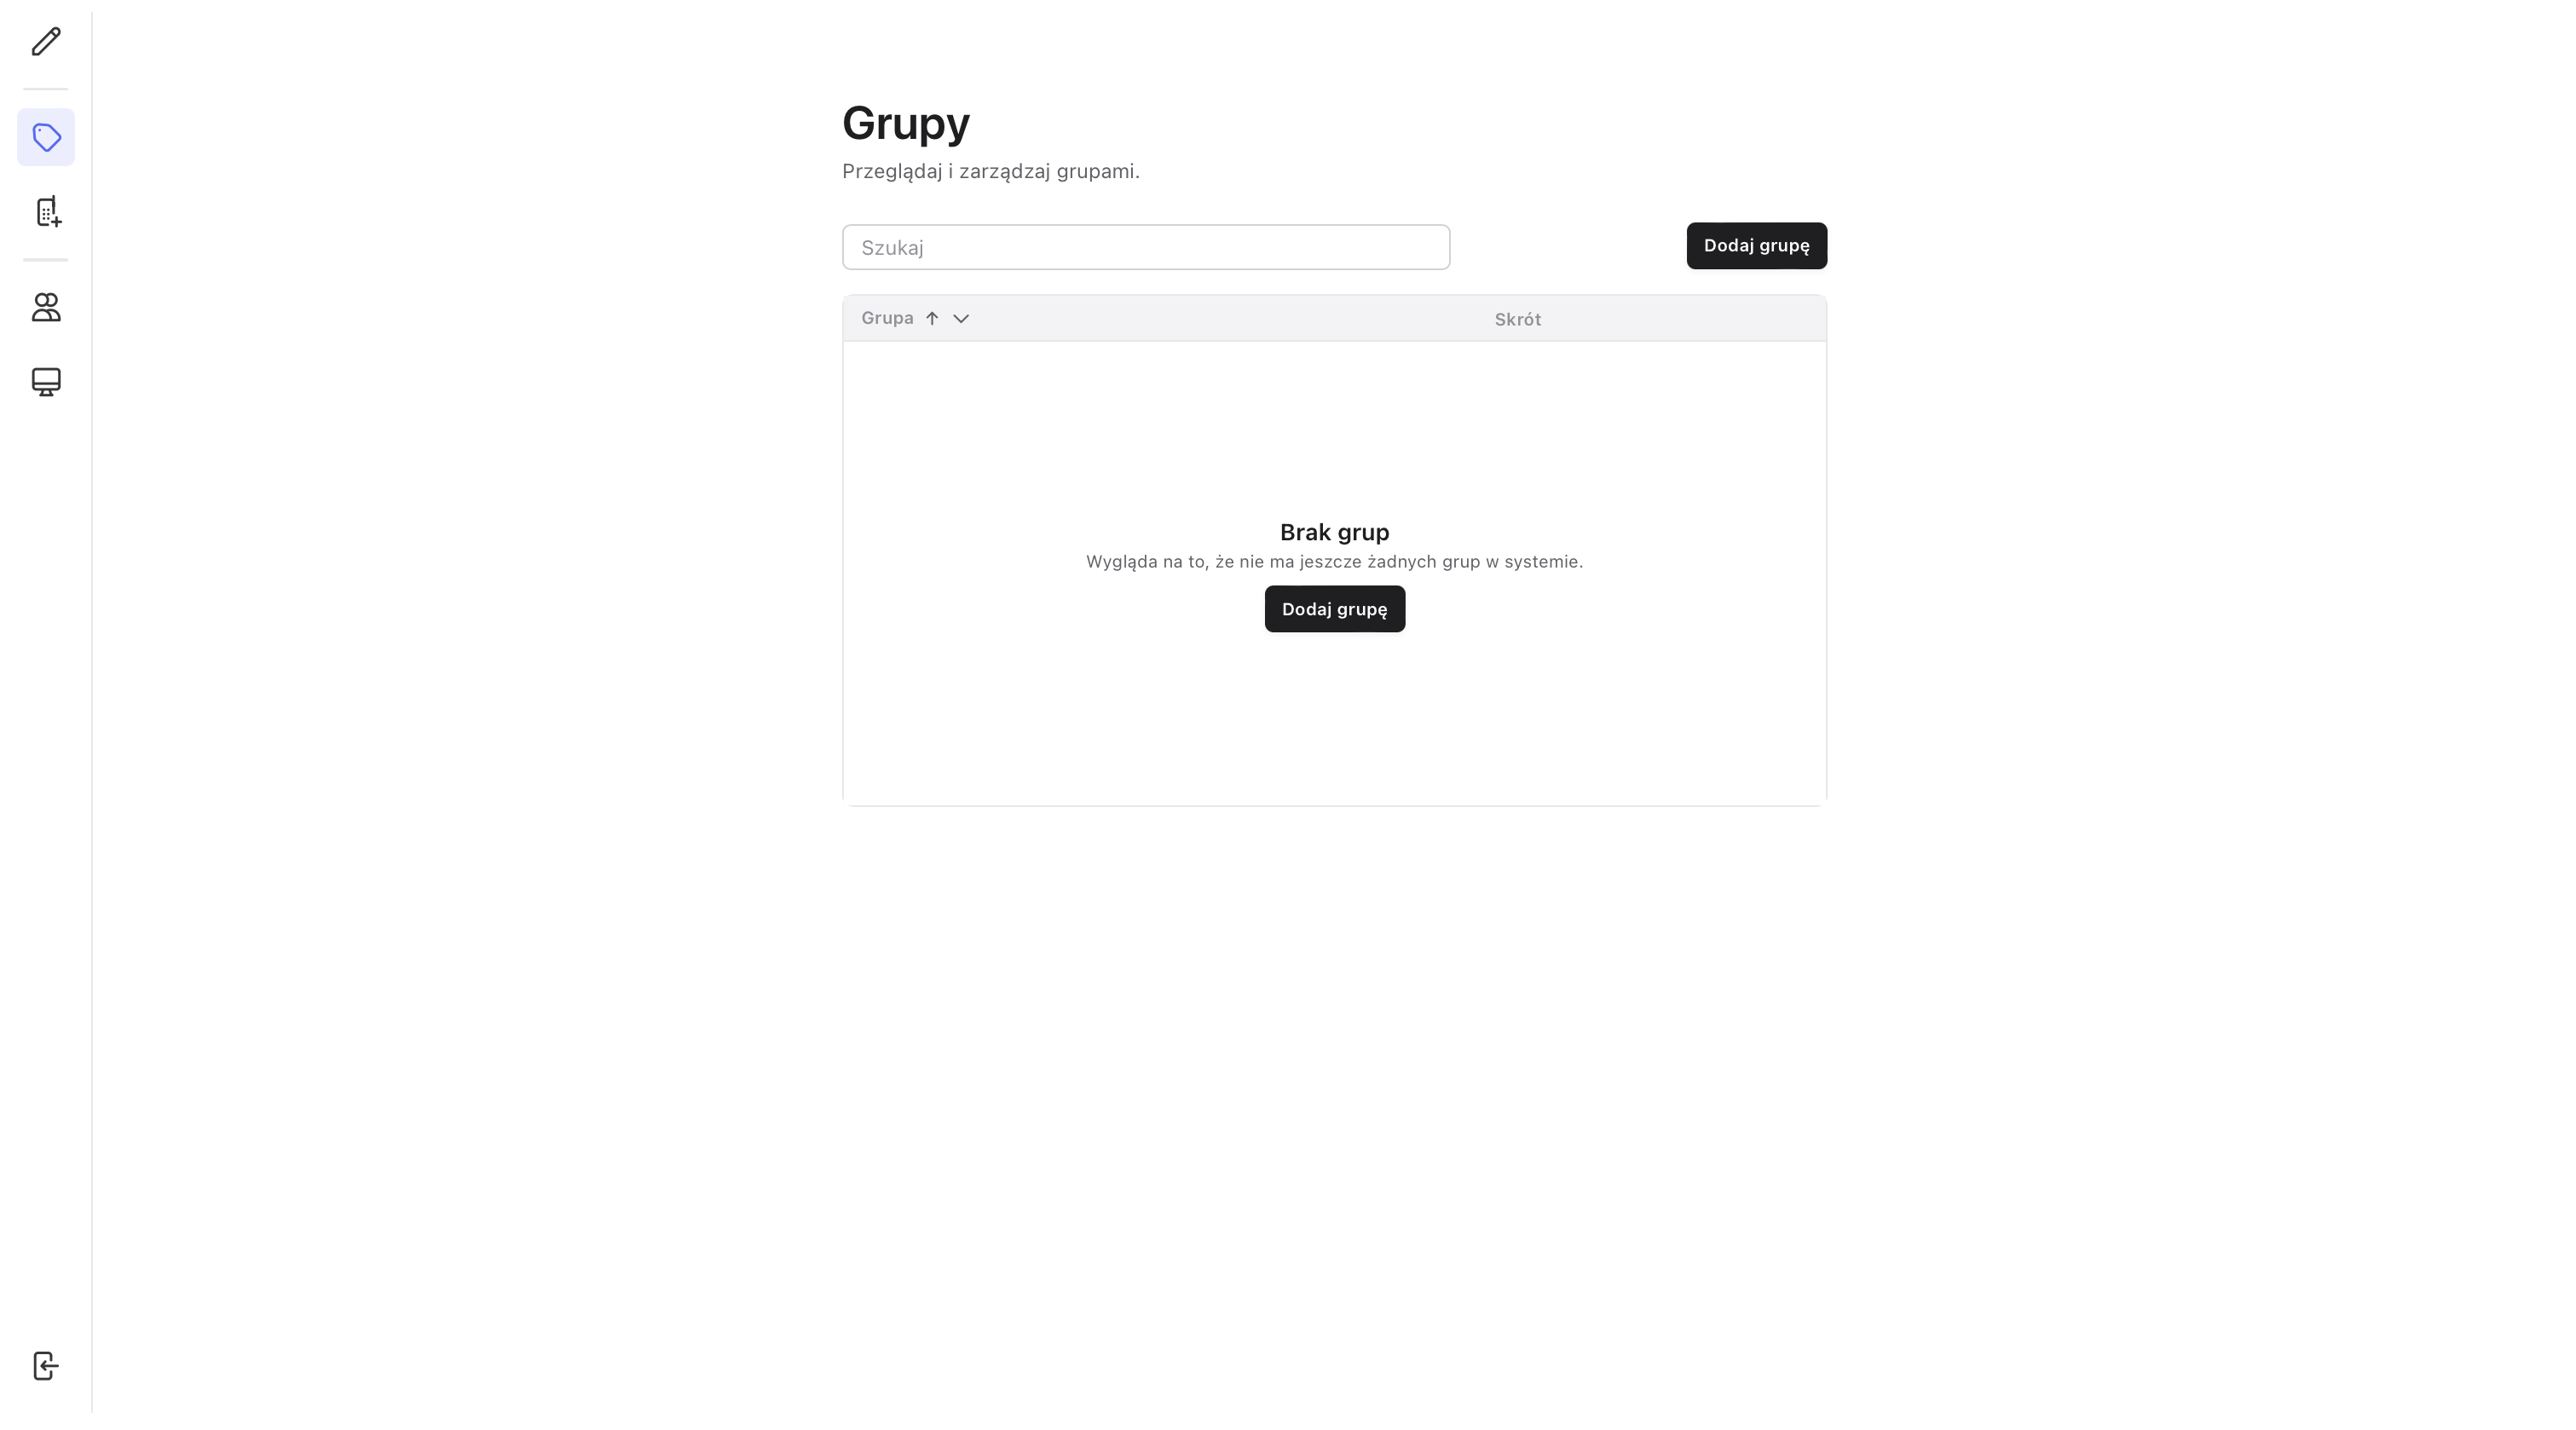 Grupy
Przeglądaj i zarządzaj grupami.
Szukaj
Dodaj grupę
Grupa
Skrót
Brak grup
Wygląda na to, że nie ma jeszcze żadnych grup w systemie.
Dodaj grupę